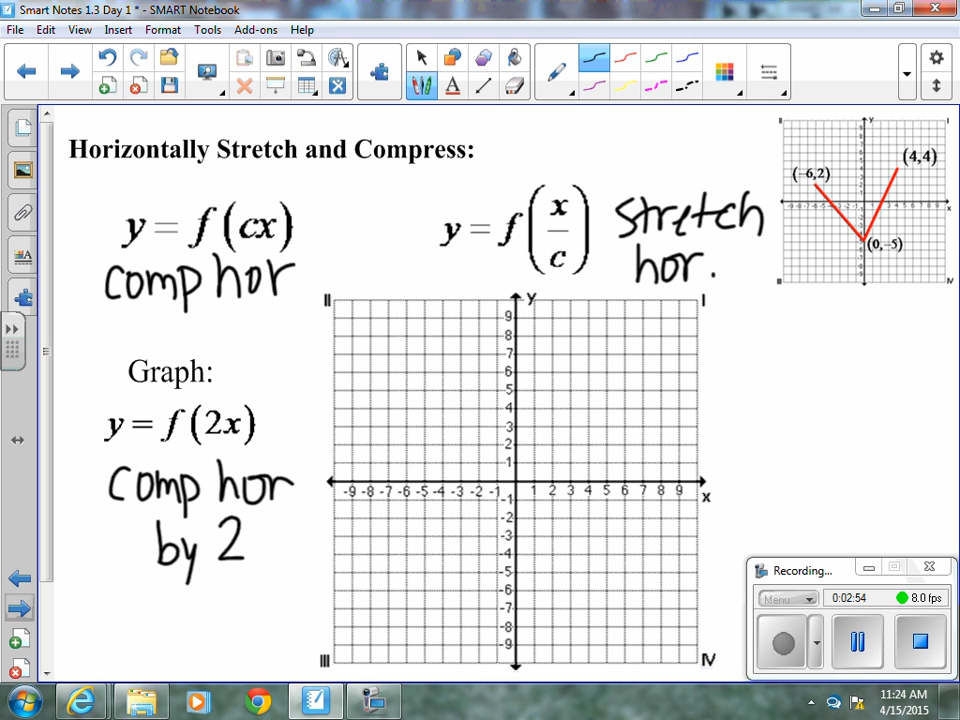 Smart Notes 1.3 Day 1 * - SMART Notebook
File Edit View Insert Format Tools Add-ons Help
Horizontally Stretch and Compress:
y = f(cx)
comp hor
y = f(x/c)
stretch
hor.
(-6,2)
(4,4)
(0,-5)
Graph:
y = f(2x)
comp hor
by 2
II
y
I
9
8
7
6
5
4
3
2
1
-9 -8 -7 -6 -5 -4 -3 -2 -1 1 2 3 4 5 6 7 8 9
x
-1
-2
-3
-4
-5
-6
-7
-8
-9
III
IV
Recording...
Menu
0:02:54
8.0 fps
11:24 AM
4/15/2015